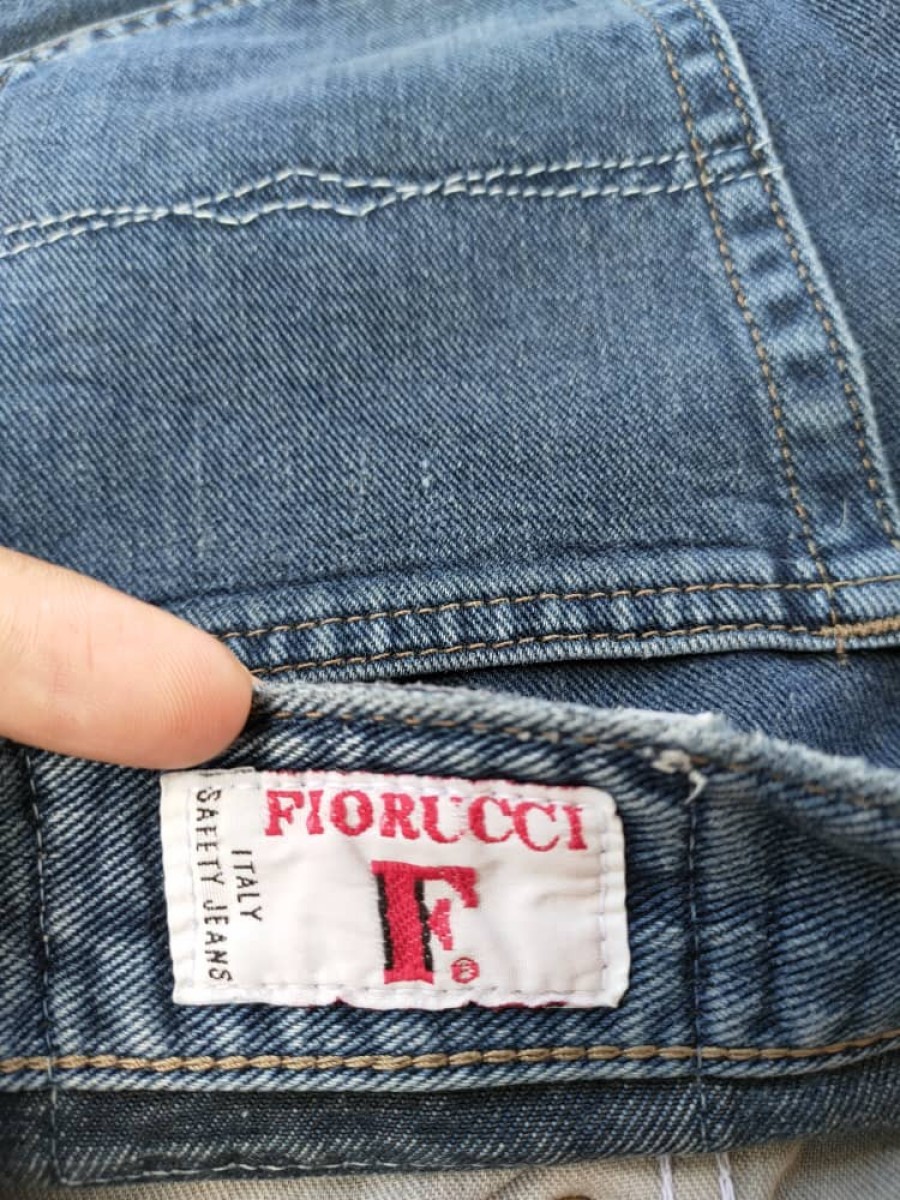 FIORUCCI
F®
ITALY
SAFETY JEANS